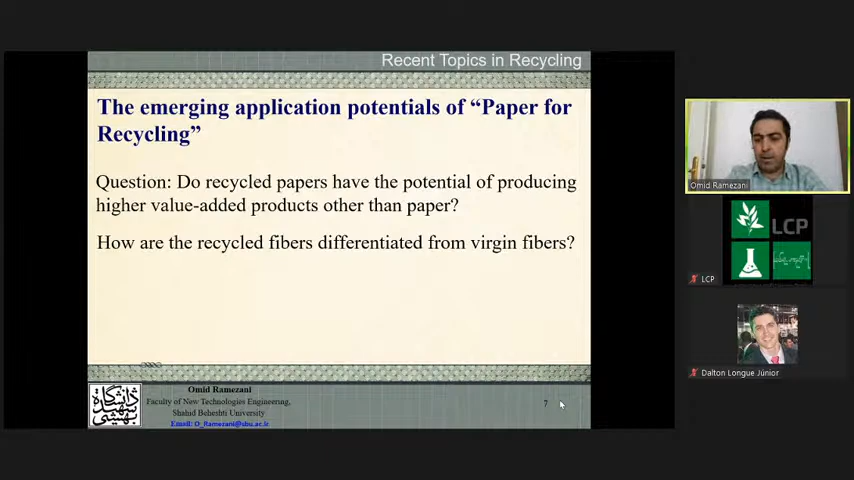 Recent Topics in Recycling
The emerging application potentials of “Paper for
Recycling”
Question: Do recycled papers have the potential of producing
higher value-added products other than paper?
How are the recycled fibers differentiated from virgin fibers?
دانشگاه
شهید
بهشتی
Omid Ramezani
Faculty of New Technologies Engineering,
Shahid Beheshti University
Email: O_Ramezani@sbu.ac.ir
7
Omid Ramezani
LCP
LCP
Dalton Longue Júnior